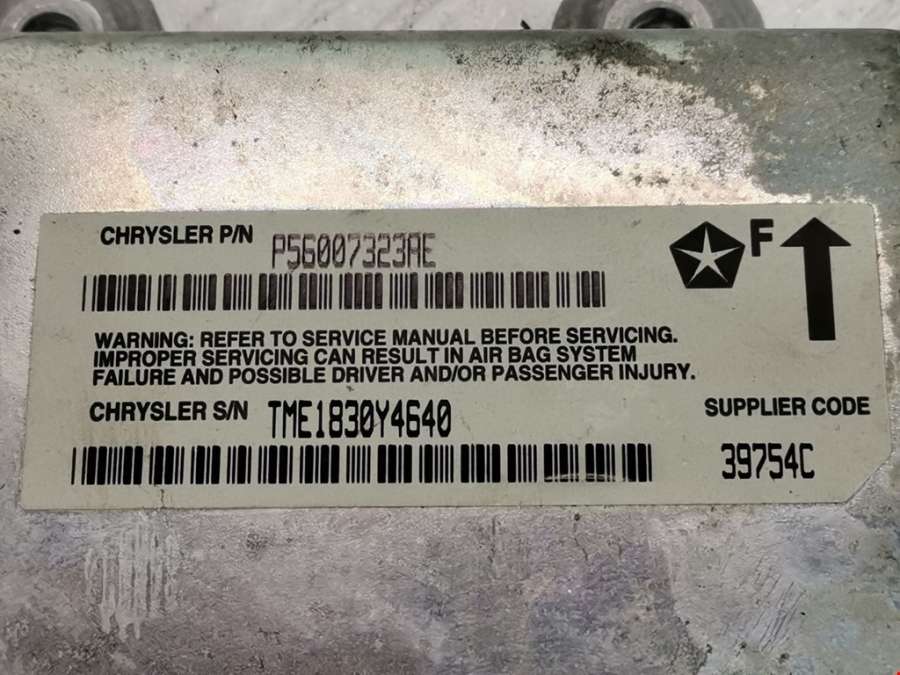 CHRYSLER P/N P56007323AE
F
WARNING: REFER TO SERVICE MANUAL BEFORE SERVICING.
IMPROPER SERVICING CAN RESULT IN AIR BAG SYSTEM
FAILURE AND POSSIBLE DRIVER AND/OR PASSENGER INJURY.
CHRYSLER S/N TME1830Y4640
SUPPLIER CODE
39754C